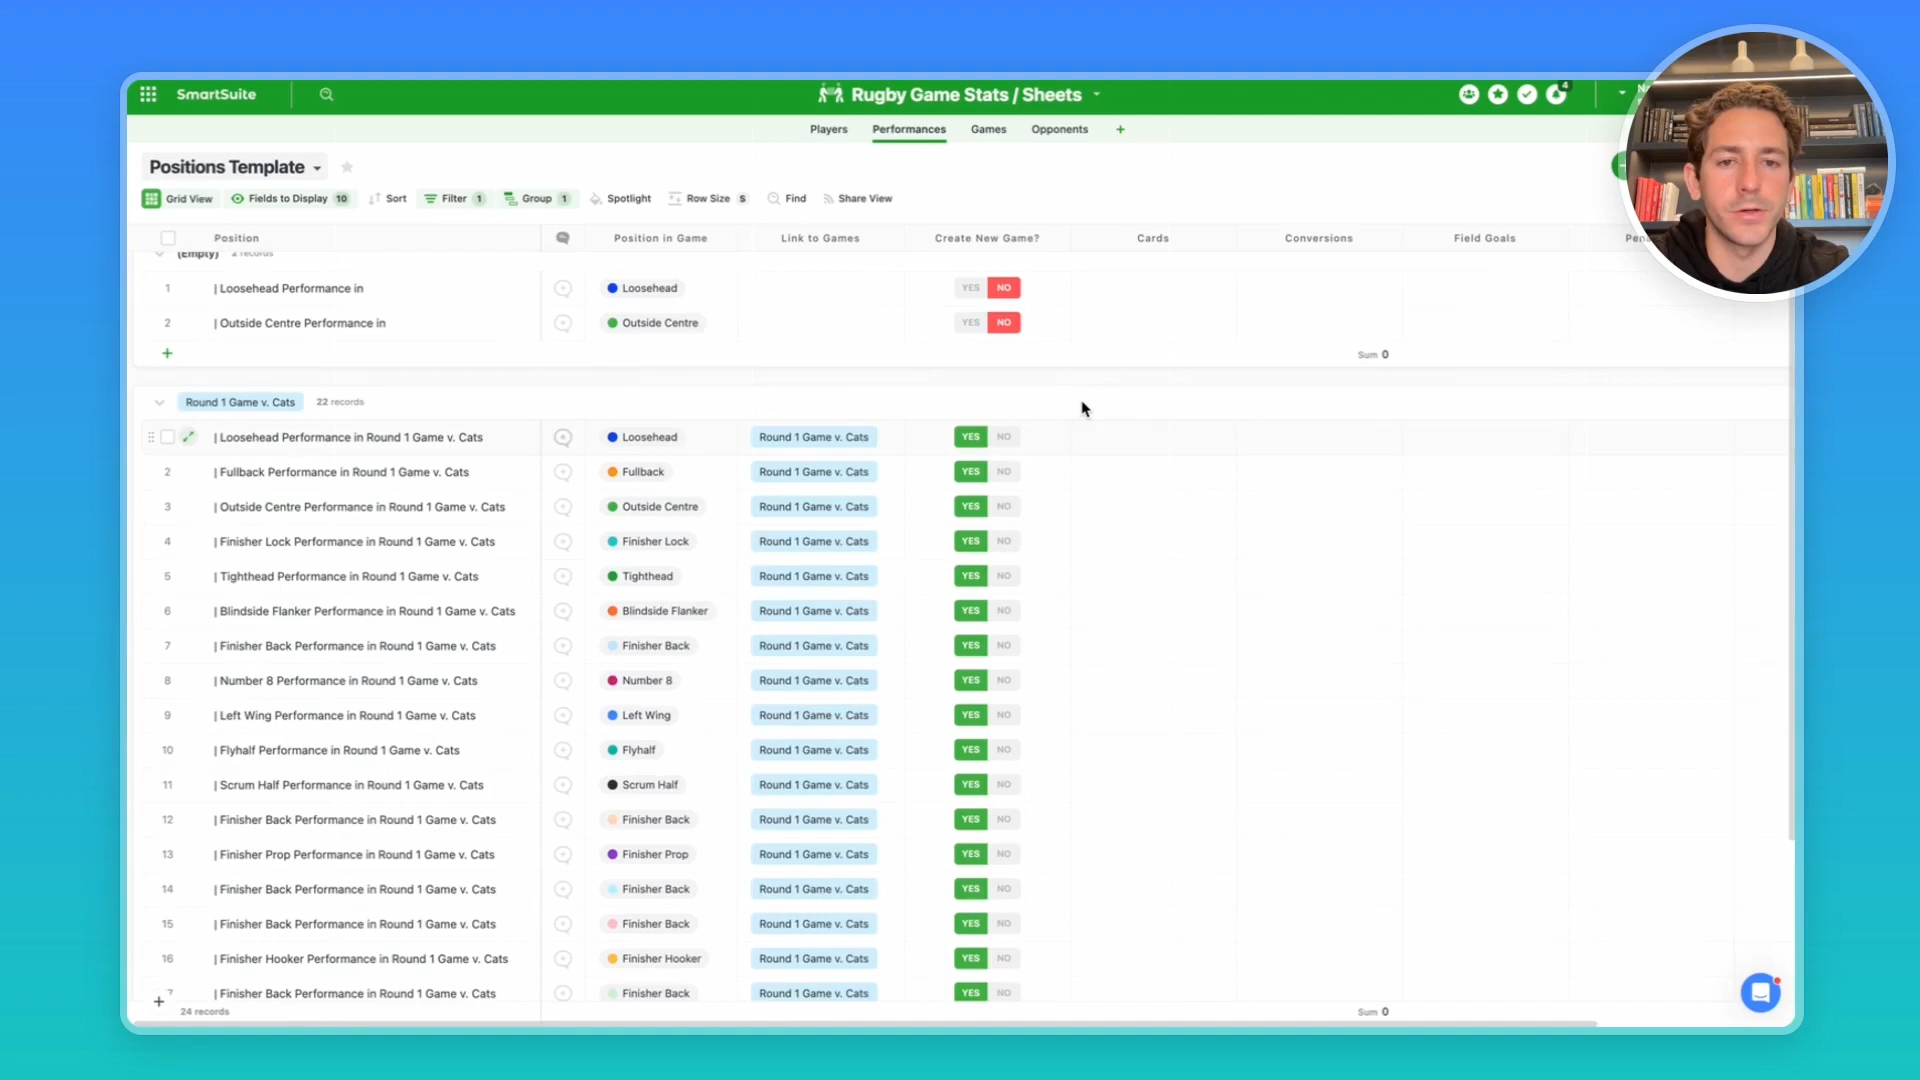 SmartSuite
Rugby Game Stats / Sheets
4
Players Performances Games Opponents +
Positions Template
Grid View Fields to Display 10 Sort Filter 1 Group 1 Spotlight Row Size S Find Share View
Position Position in Game Link to Games Create New Game? Cards Conversions Field Goals
(Empty) 2 records
1 | Loosehead Performance in Loosehead YES NO
2 | Outside Centre Performance in Outside Centre YES NO
+ Sum 0
Round 1 Game v. Cats 22 records
| Loosehead Performance in Round 1 Game v. Cats Loosehead Round 1 Game v. Cats YES NO
2 | Fullback Performance in Round 1 Game v. Cats Fullback Round 1 Game v. Cats YES NO
3 | Outside Centre Performance in Round 1 Game v. Cats Outside Centre Round 1 Game v. Cats YES NO
4 | Finisher Lock Performance in Round 1 Game v. Cats Finisher Lock Round 1 Game v. Cats YES NO
5 | Tighthead Performance in Round 1 Game v. Cats Tighthead Round 1 Game v. Cats YES NO
6 | Blindside Flanker Performance in Round 1 Game v. Cats Blindside Flanker Round 1 Game v. Cats YES NO
7 | Finisher Back Performance in Round 1 Game v. Cats Finisher Back Round 1 Game v. Cats YES NO
8 | Number 8 Performance in Round 1 Game v. Cats Number 8 Round 1 Game v. Cats YES NO
9 | Left Wing Performance in Round 1 Game v. Cats Left Wing Round 1 Game v. Cats YES NO
10 | Flyhalf Performance in Round 1 Game v. Cats Flyhalf Round 1 Game v. Cats YES NO
11 | Scrum Half Performance in Round 1 Game v. Cats Scrum Half Round 1 Game v. Cats YES NO
12 | Finisher Back Performance in Round 1 Game v. Cats Finisher Back Round 1 Game v. Cats YES NO
13 | Finisher Prop Performance in Round 1 Game v. Cats Finisher Prop Round 1 Game v. Cats YES NO
14 | Finisher Back Performance in Round 1 Game v. Cats Finisher Back Round 1 Game v. Cats YES NO
15 | Finisher Back Performance in Round 1 Game v. Cats Finisher Back Round 1 Game v. Cats YES NO
16 | Finisher Hooker Performance in Round 1 Game v. Cats Finisher Hooker Round 1 Game v. Cats YES NO
| Finisher Back Performance in Round 1 Game v. Cats Finisher Back Round 1 Game v. Cats YES NO
+ 24 records Sum 0